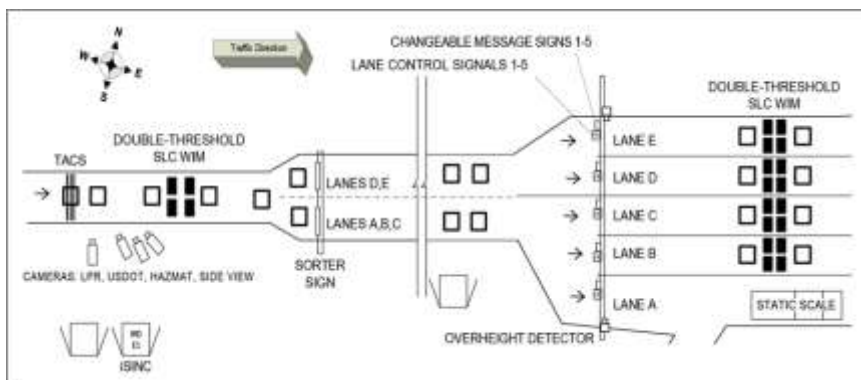 N
W
E
S
Traffic Direction
CHANGEABLE MESSAGE SIGNS 1-5
LANE CONTROL SIGNALS 1-5
DOUBLE-THRESHOLD
SLC WIM
DOUBLE-THRESHOLD
SLC WIM
TACS
LANE E
LANES D,E
LANE D
LANES A,B,C
LANE C
LANE B
CAMERAS: LPR, USDOT, HAZMAT, SIDE VIEW
SORTER
SIGN
LANE A
STATIC SCALE
OVERHEIGHT DETECTOR
iSINC